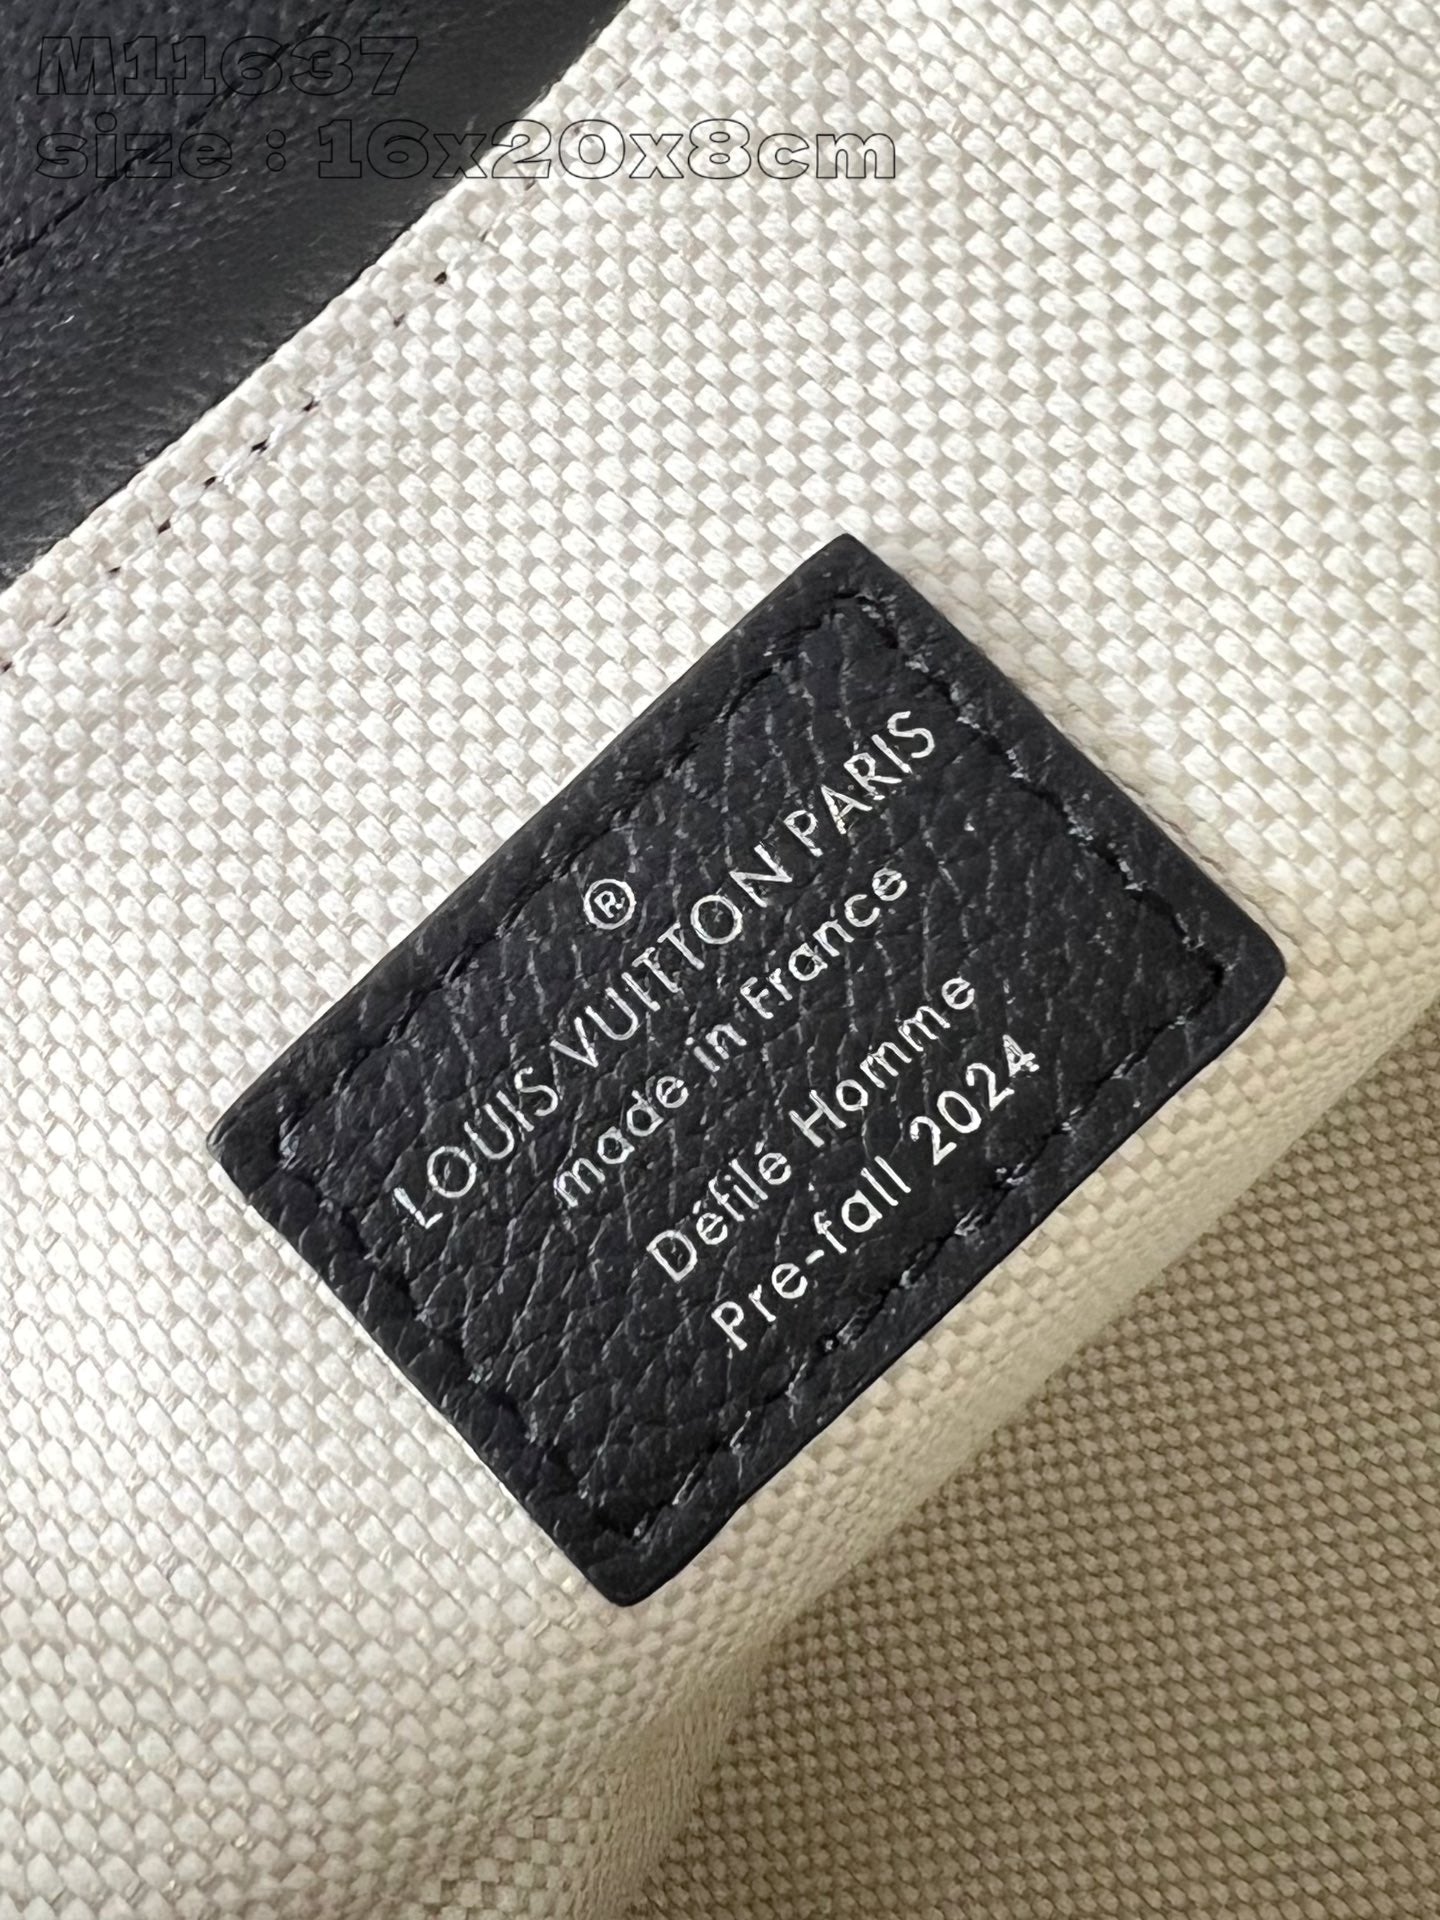 M11637
size : 16x20x8cm
®
LOUIS VUITTON PARIS
made in France
Défilé Homme
Pre-fall 2024